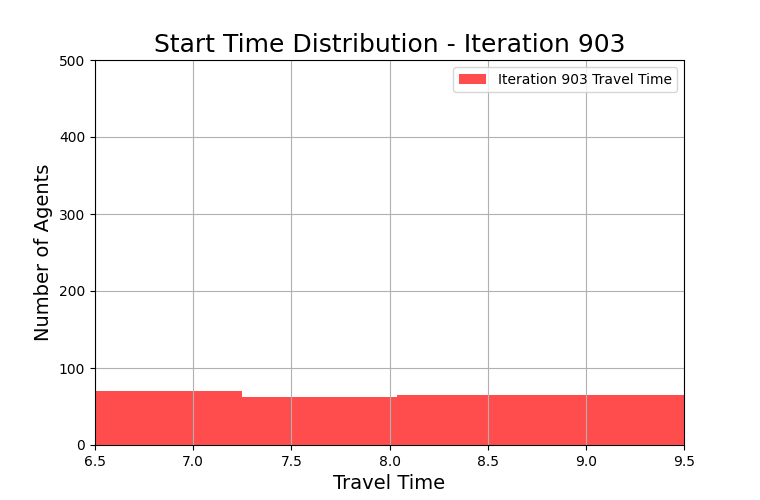 Start Time Distribution - Iteration 903
500
400
300
200
100
0
Number of Agents
Iteration 903 Travel Time
6.5 7.0 7.5 8.0 8.5 9.0 9.5
Travel Time